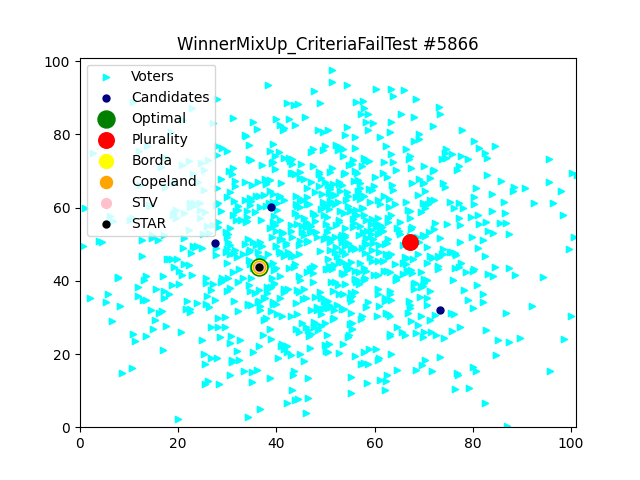 WinnerMixUp_CriteriaFailTest #5866
100
80
60
40
20
0
0 20 40 60 80 100
Voters
Candidates
Optimal
Plurality
Borda
Copeland
STV
STAR